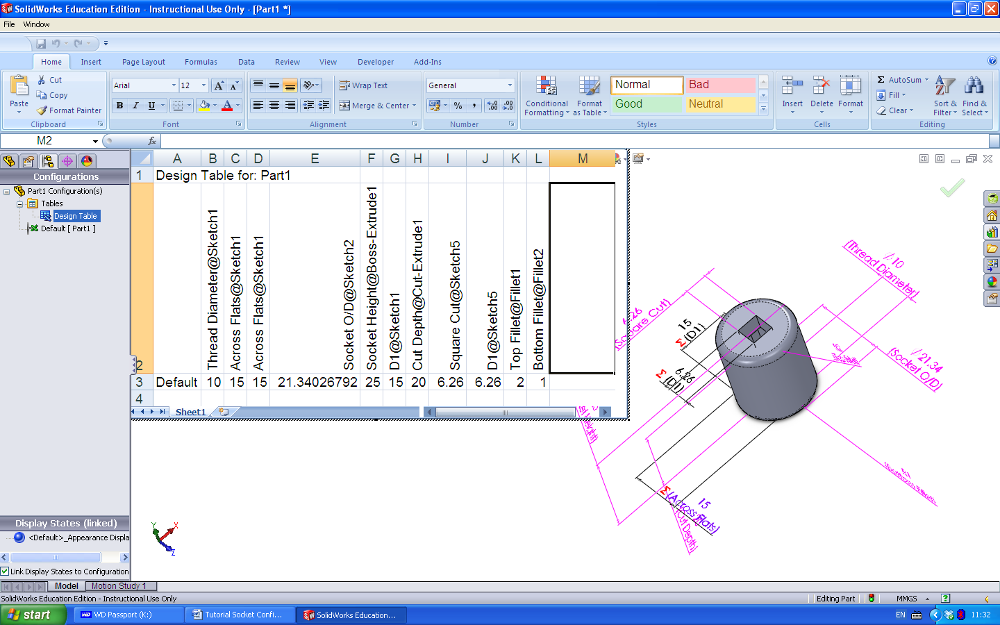 SolidWorks Education Edition - Instructional Use Only - [Part1 *]
File Window
Home Insert Page Layout Formulas Data Review View Developer Add-Ins
Paste
Cut
Copy
Format Painter
Clipboard
Arial 12
B I U
A A
Font
Wrap Text
Merge & Center
Alignment
General
%
Number
Conditional Formatting
Format as Table
Normal Bad
Good Neutral
Styles
Insert Delete Format
Cells
Σ AutoSum
Fill
Clear
Sort & Filter
Find & Select
Editing
M2 fx
Configurations
Part1 Configuration(s)
Tables
Design Table
Default [ Part1 ]
A B C D E F G H I J K L M
1 Design Table for: Part1
2 Thread Diameter@Sketch1 Across Flats@Sketch1 Across Flats@Sketch1 Socket O/D@Sketch2 Socket Height@Boss-Extrude1 D1@Sketch1 Cut Depth@Cut-Extrude1 Square Cut@Sketch5 D1@Sketch5 Top Fillet@Fillet1 Bottom Fillet@Fillet2
3 Default 10 15 15 21.34026792 25 15 20 6.26 6.26 2 1
4
Sheet1
10
(Thread Diameter)
6.26
(Square Cut)
15
Σ (D1)
6.26
Σ (D1)
21.34
(Socket O/D)
15
Σ (Across Flats)
(Cut Depth)
Y X Z
Display States (linked)
<Default>_Appearance Displa
Link Display States to Configuration
Model Motion Study 1
SolidWorks Education Edition - Instructional Use Only
Editing Part MMGS ?
start
WD Passport (K:)
Tutorial Socket Confi...
SolidWorks Education...
EN 11:32